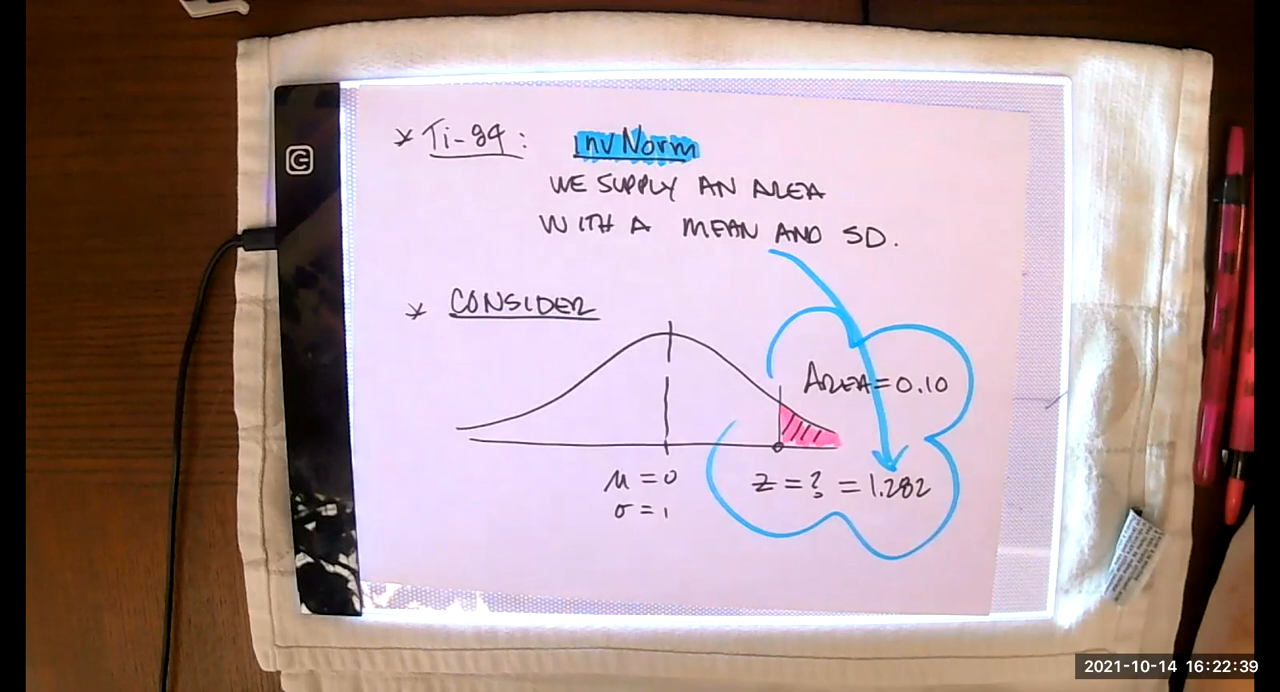 * Ti-84: InvNorm
WE SUPPLY AN AREA
WITH A MEAN AND SD.
* CONSIDER
AREA=0.10
μ=0
z=? =1.282
σ=1
2021-10-14 16:22:39